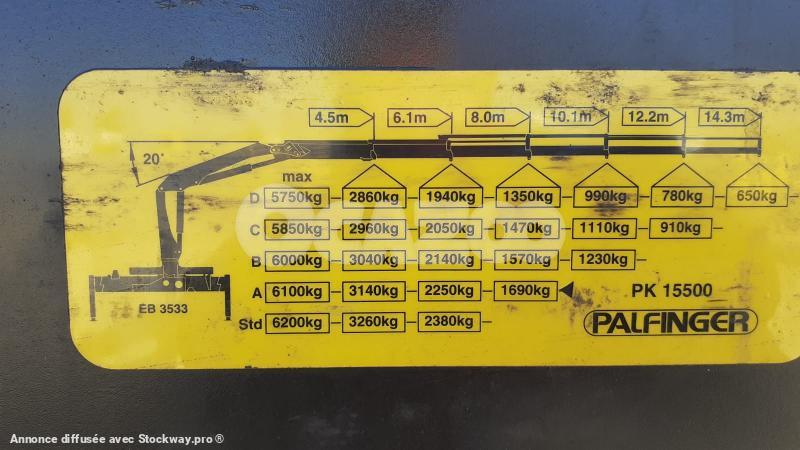 4.5m 6.1m 8.0m 10.1m 12.2m 14.3m
20°
max
D 5750kg 2860kg 1940kg 1350kg 990kg 780kg 650kg
C 5850kg 2960kg 2050kg 1470kg 1110kg 910kg
B 6000kg 3040kg 2140kg 1570kg 1230kg
A 6100kg 3140kg 2250kg 1690kg PK 15500
EB 3533
Std 6200kg 3260kg 2380kg PALFINGER
Annonce diffusée avec Stockway.pro®